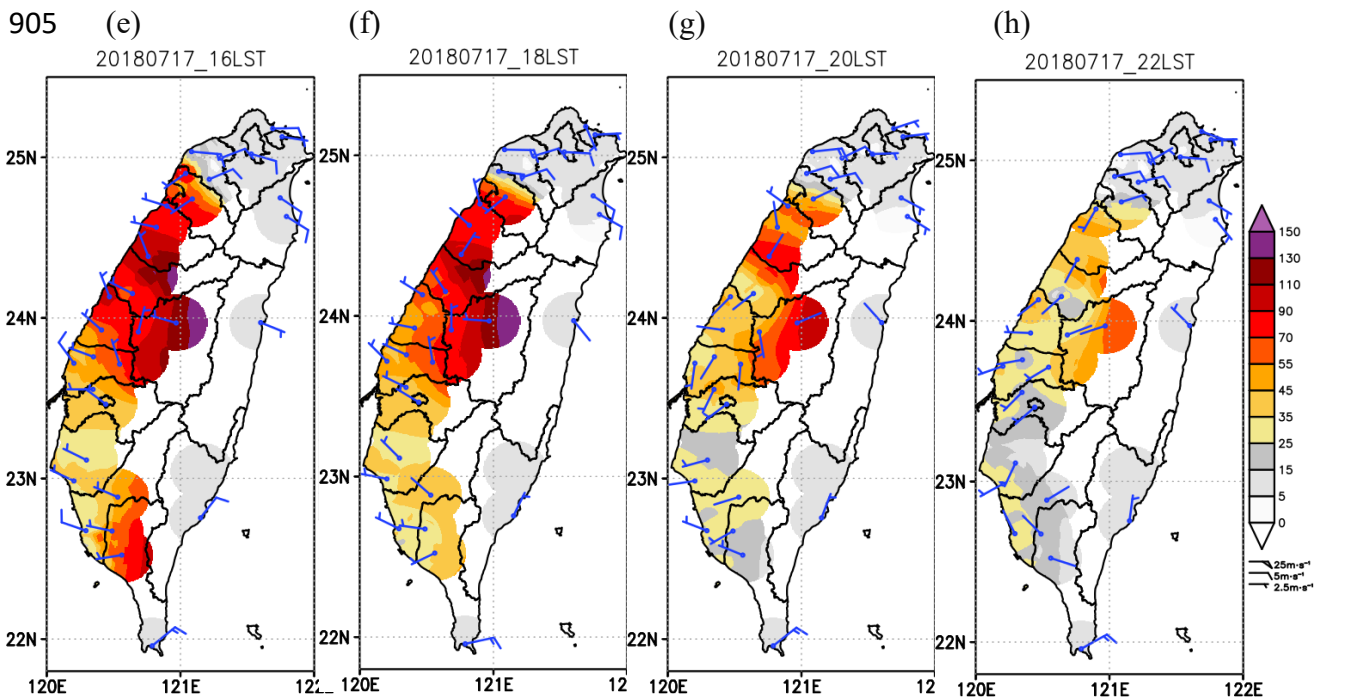 905 (e) (f) (g) (h)
20180717_16LST 20180717_18LST 20180717_20LST 20180717_22LST
25N 25N 25N 25N
24N 24N 24N 24N
23N 23N 23N 23N
22N 22N 22N 22N
120E 121E 120E 121E 12 120E 121E 12 120E 121E 122E
150
130
110
90
70
55
45
35
25
15
5
0
25m·s⁻¹
5m·s⁻¹
2.5m·s⁻¹